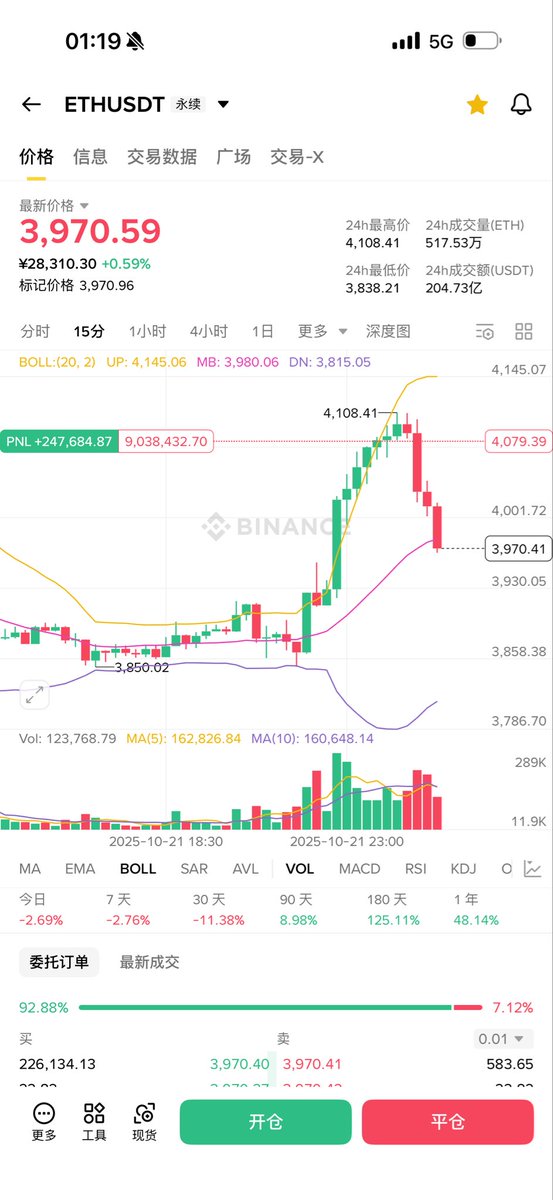 01:19 5G
ETHUSDT 永续
价格 信息 交易数据 广场 交易-X
最新价格
3,970.59
¥28,310.30 +0.59%
标记价格 3,970.96
24h最高价 24h成交量(ETH)
4,108.41 517.53万
24h最低价 24h成交额(USDT)
3,838.21 204.73亿
分时 15分 1小时 4小时 1日 更多 深度图
BOLL:(20, 2) UP: 4,145.06 MB: 3,980.06 DN: 3,815.05
4,145.07
4,108.41
PNL +247,684.87 9,038,432.70 4,079.39
4,001.72
BINANCE
3,970.41
3,930.05
3,858.38
3,850.02
3,786.70
Vol: 123,768.79 MA(5): 162,826.84 MA(10): 160,648.14
289K
11.9K
2025-10-21 18:30 2025-10-21 23:00
MA EMA BOLL SAR AVL VOL MACD RSI KDJ
今日 7 天 30 天 90 天 180 天 1 年
-2.69% -2.76% -11.38% 8.98% 125.11% 48.14%
委托订单 最新成交
92.88% 7.12%
买 卖 0.01
226,134.13 3,970.40 3,970.41 583.65
更多 工具 现货 开仓 平仓